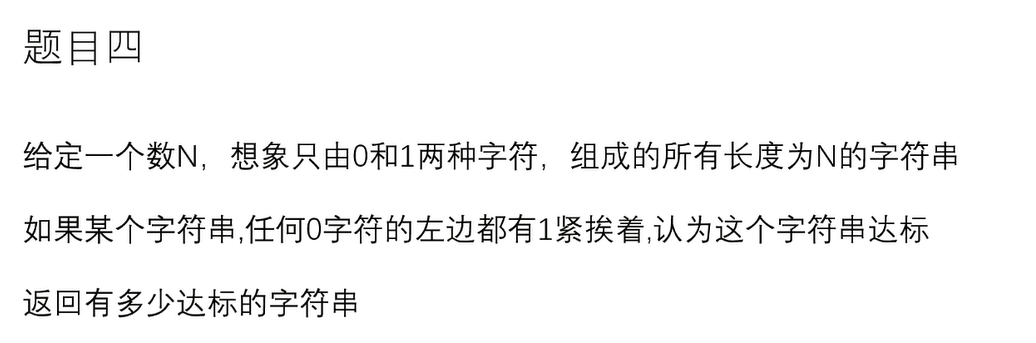 题目四
给定一个数N，想象只由0和1两种字符，组成的所有长度为N的字符串
如果某个字符串,任何0字符的左边都有1紧挨着,认为这个字符串达标
返回有多少达标的字符串